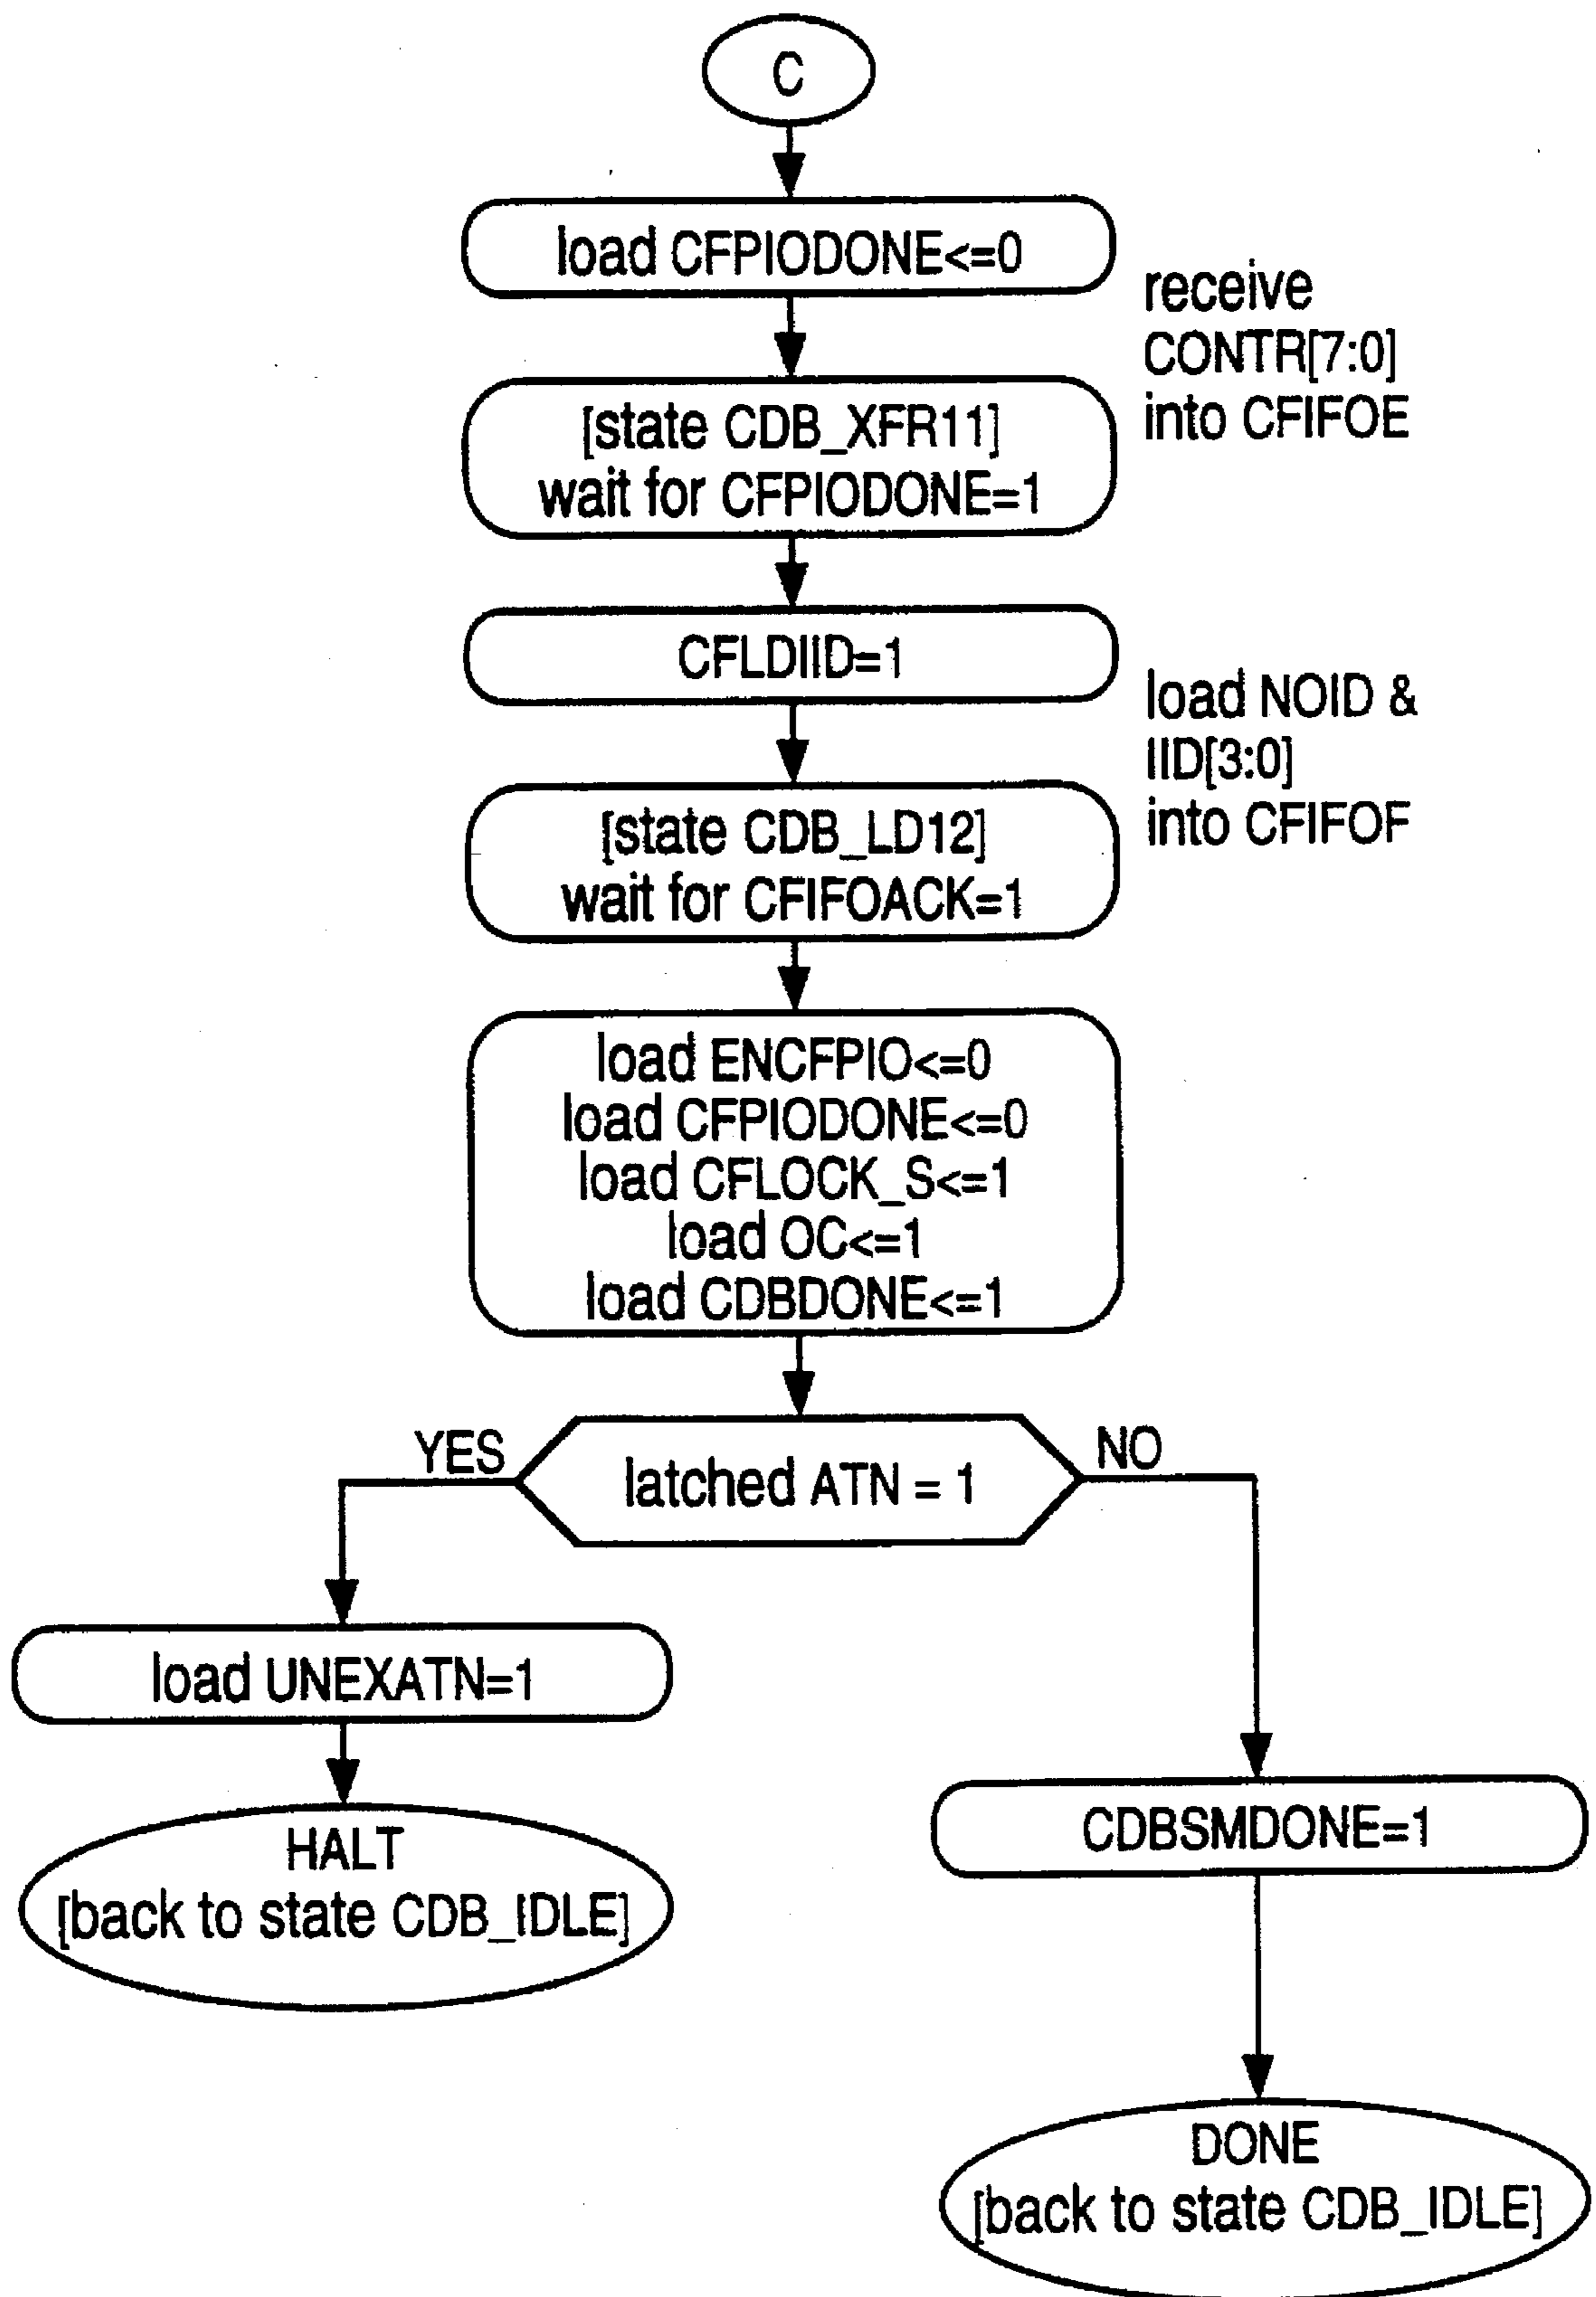 C
load CFPIODONE<=0
receive
CONTR[7:0]
into CFIFOE
[state CDB_XFR11]
wait for CFPIODONE=1
CFLDIID=1
load NOID &
IID[3:0]
into CFIFOF
[state CDB_LD12]
wait for CFIFOACK=1
load ENCFPIO<=0
load CFPIODONE<=0
load CFLOCK_S<=1
load OC<=1
load CDBDONE<=1
YES
latched ATN = 1
NO
load UNEXATN=1
HALT
[back to state CDB_IDLE]
CDBSMDONE=1
DONE
[back to state CDB_IDLE]